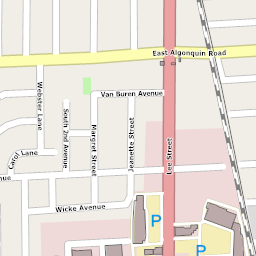 East Algonquin Road
Van Buren Avenue
Webster Lane
South 2nd Avenue
Margret Street
Jeanette Street
Lee Street
Carol Lane
nue
Wicke Avenue
P
P